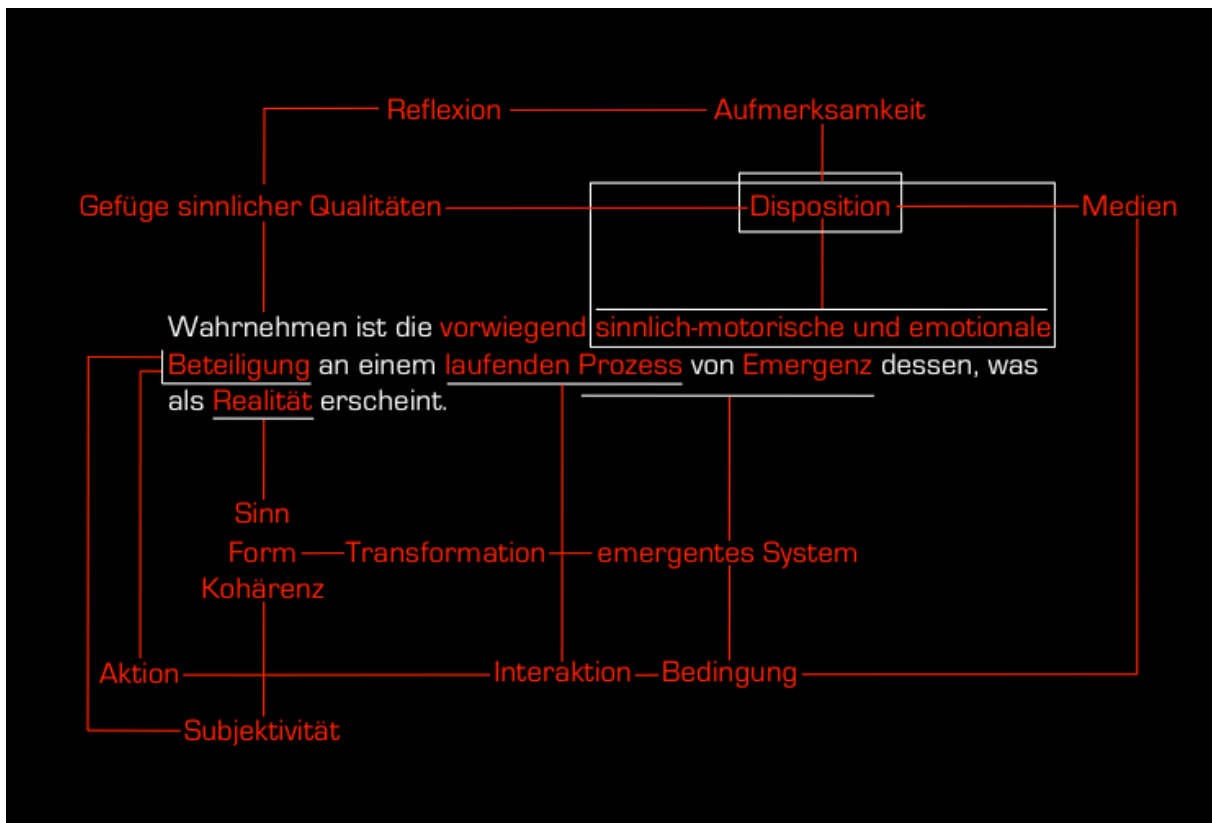 Reflexion Aufmerksamkeit
Gefüge sinnlicher Qualitäten Disposition Medien
Wahrnehmen ist die vorwiegend sinnlich-motorische und emotionale
Beteiligung an einem laufenden Prozess von Emergenz dessen, was
als Realität erscheint.
Sinn
Form Transformation emergentes System
Kohärenz
Aktion Interaktion Bedingung
Subjektivität